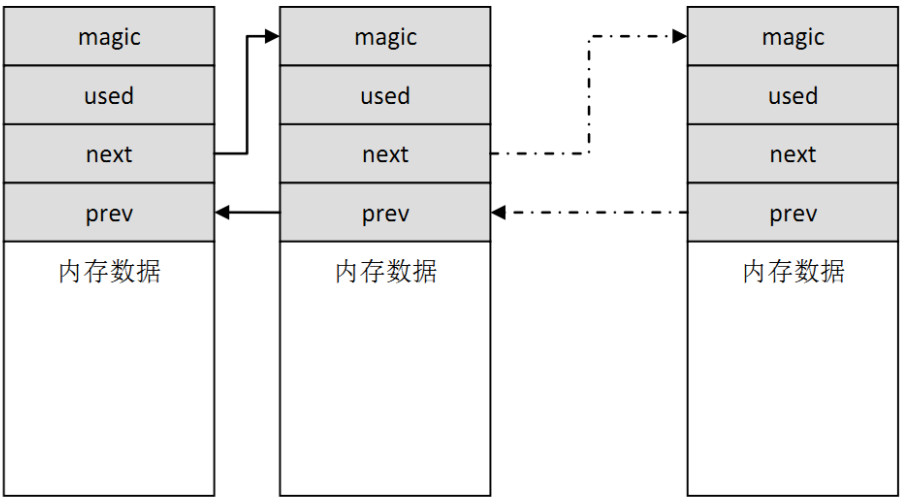 magic
used
next
prev
内存数据
magic
used
next
prev
内存数据
magic
used
next
prev
内存数据